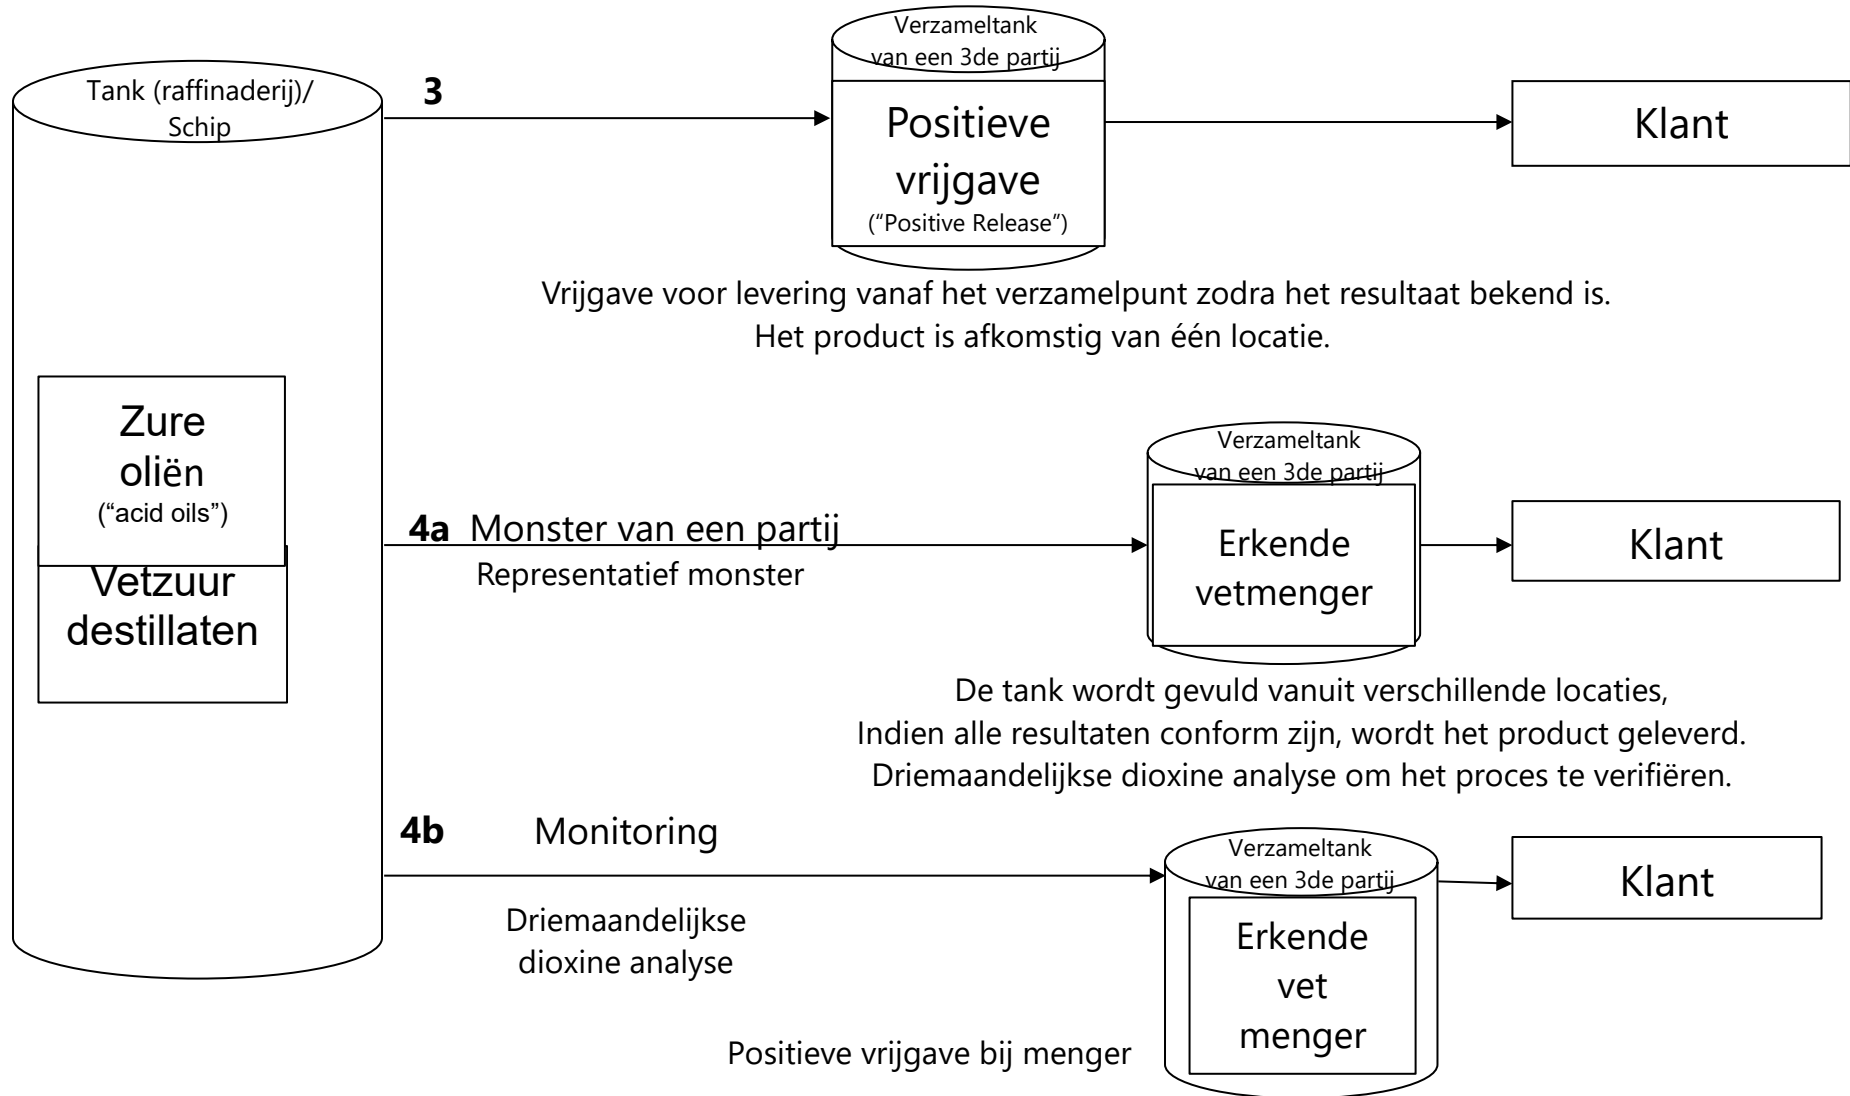 Tank (raffinaderij)/
Schip
Zure
oliën
(“acid oils”)
Vetzuur
destillaten
3
Verzameltank
van een 3de partij
Positieve
vrijgave
(“Positive Release”)
Klant
Vrijgave voor levering vanaf het verzamelpunt zodra het resultaat bekend is.
Het product is afkomstig van één locatie.
4a Monster van een partij
Representatief monster
Verzameltank
van een 3de partij
Erkende
vetmenger
Klant
De tank wordt gevuld vanuit verschillende locaties,
Indien alle resultaten conform zijn, wordt het product geleverd.
Driemaandelijkse dioxine analyse om het proces te verifiëren.
4b Monitoring
Driemaandelijkse
dioxine analyse
Positieve vrijgave bij menger
Verzameltank
van een 3de partij
Erkende
vet
menger
Klant